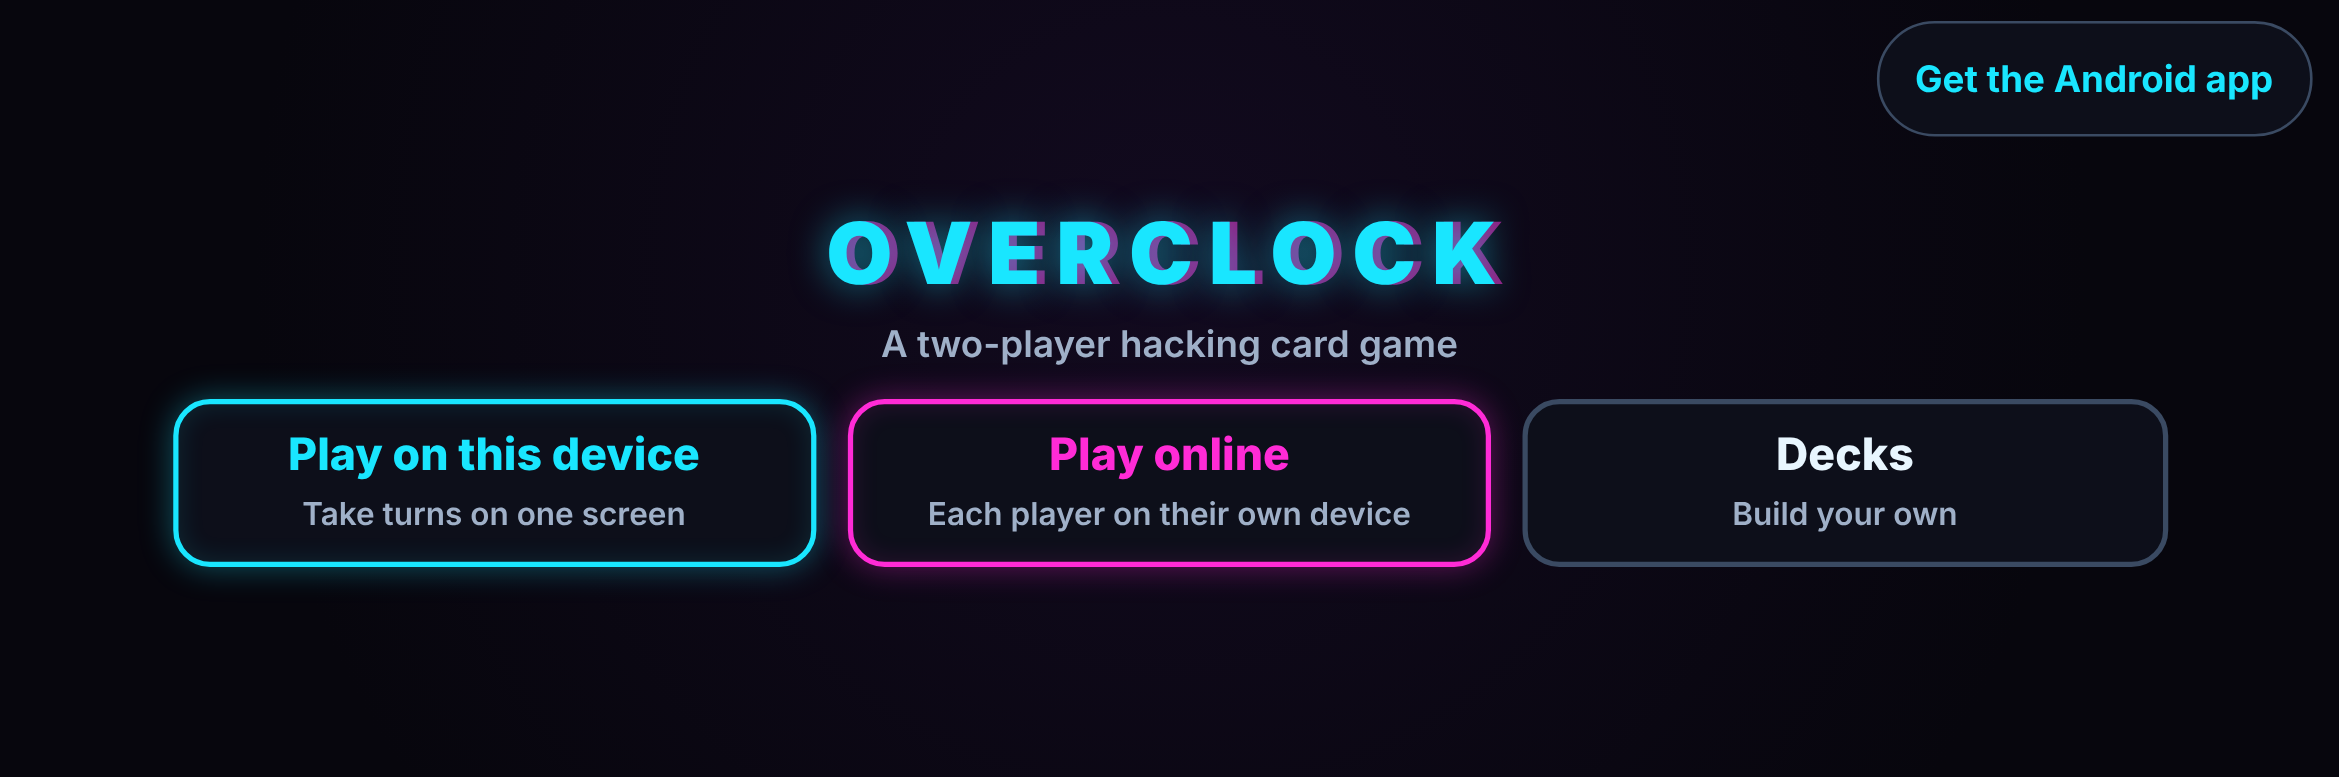 Get the Android app
OVERCLOCK
A two-player hacking card game
Play on this device
Take turns on one screen
Play online
Each player on their own device
Decks
Build your own